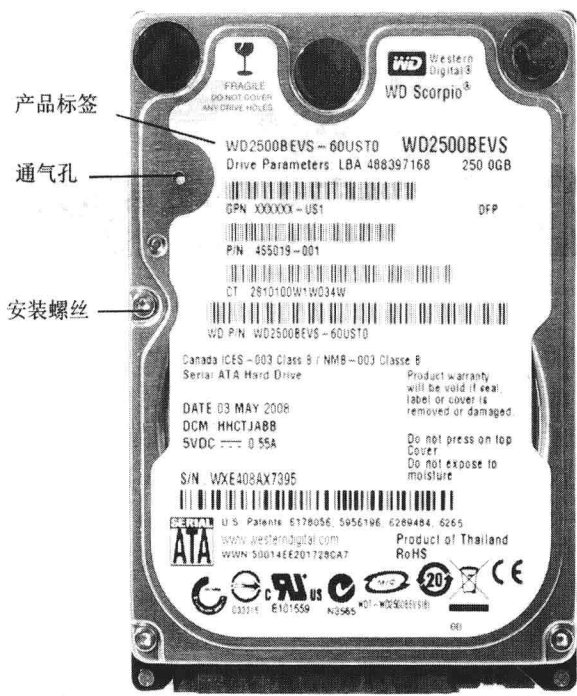 产品标签
通气孔
安装螺丝
FRAGILE
DO NOT COVER
ANY DRIVE HOLES
WD Western
Digital®
WD Scorpio®
WD2500BEVS-60UST0 WD2500BEVS
Drive Parameters: LBA 488397168 250.0GB
GPN XXXXXX-US1 DFP
P/N 455019-001
CT 2810100W1W034W
WD P/N WD2500BEVS-60UST0
Canada ICES-003 Class B / NMB-003 Classe B
Serial ATA Hard Drive
Product warranty
will be void if seal,
label or cover is
removed or damaged.
DATE 03 MAY 2008
DCM HHCTJABB
5VDC 0.55A
Do not press on top
Cover
Do not expose to
moisture
S/N WXE408AX7395
SERIAL
ATA
U.S. Patents 6178056, 5956196, 6289484, 6265
www.westerndigital.com
WWN 50014EE201728CA7
Product of Thailand
RoHS
C US
E101559
N3565
20
CE